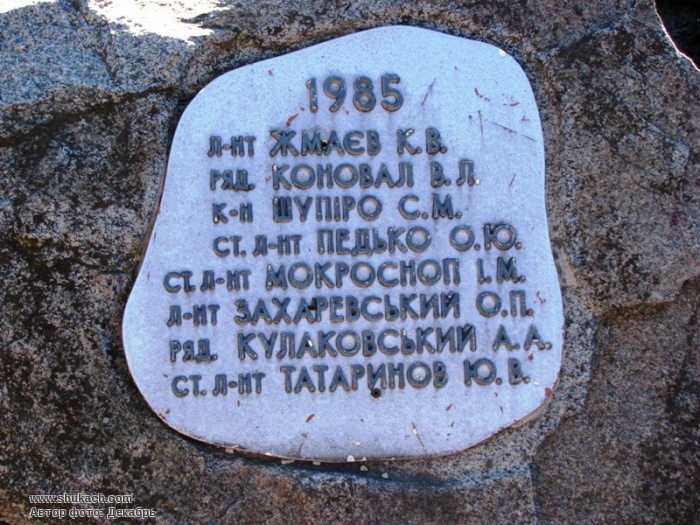 1985
Л-НТ ЖМАЄВ К.В.
РЯД. КОНОВАЛ В.Л.
К-Н ШУПІРО С.М.
СТ. Л-НТ ПЕДЬКО О.Ю.
СТ. Л-НТ МОКРОСНОП І.М.
Л-НТ ЗАХАРЕВСЬКИЙ О.П.
РЯД. КУЛАКОВСЬКИЙ А.А.
СТ. Л-НТ ТАТАРИНОВ Ю.В.
www.shukach.com
Автор фото: Декабрь